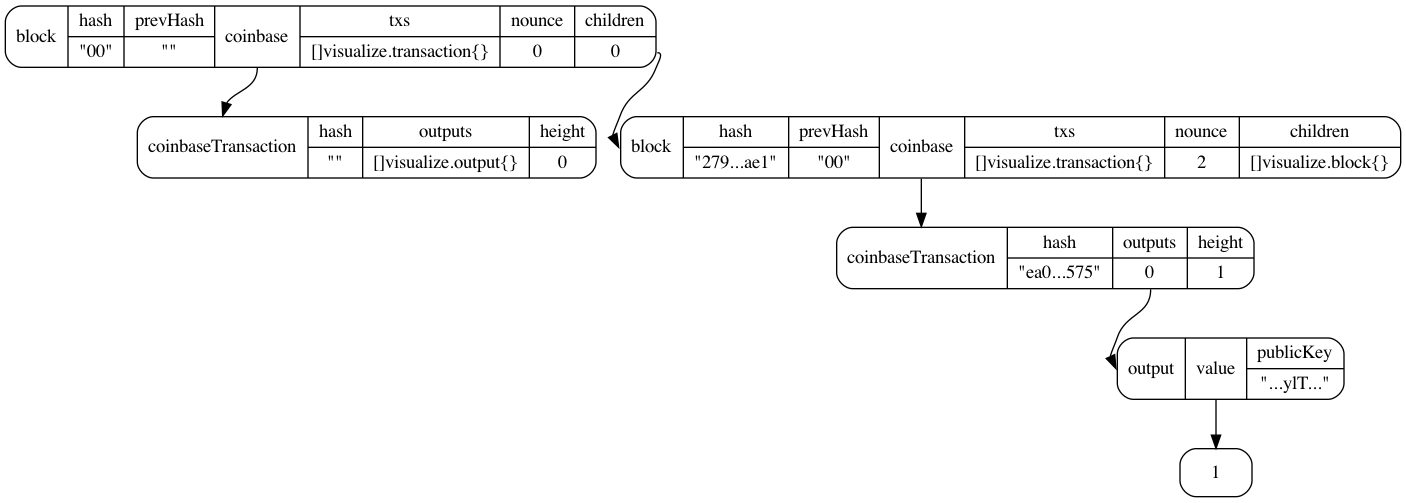 block hash prevHash coinbase txs nounce children
"00" "" []visualize.transaction{} 0 0
coinbaseTransaction hash outputs height
"" []visualize.output{} 0
block hash prevHash coinbase txs nounce children
"279...ae1" "00" []visualize.transaction{} 2 []visualize.block{}
coinbaseTransaction hash outputs height
"ea0...575" 0 1
output value publicKey
"...ylT..."
1